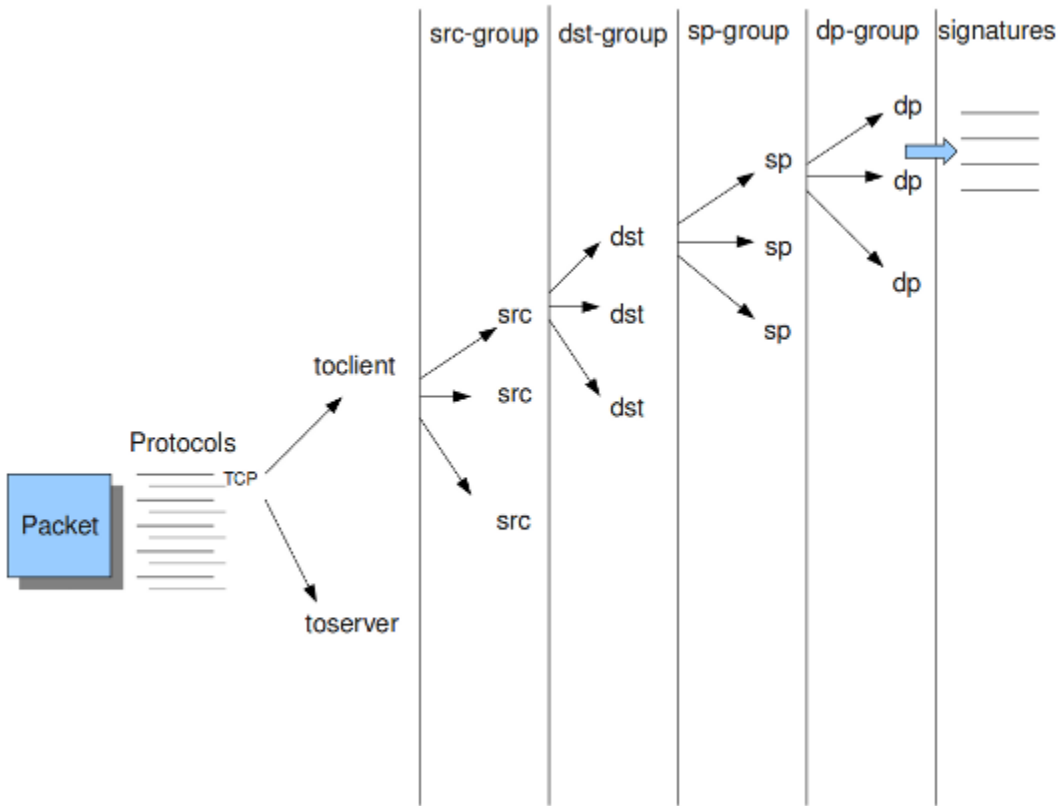 src-group dst-group sp-group dp-group signatures
dp
sp
dp
dst
sp
dp
src
dst
sp
toclient
src
dst
Protocols
TCP
Packet
src
toserver